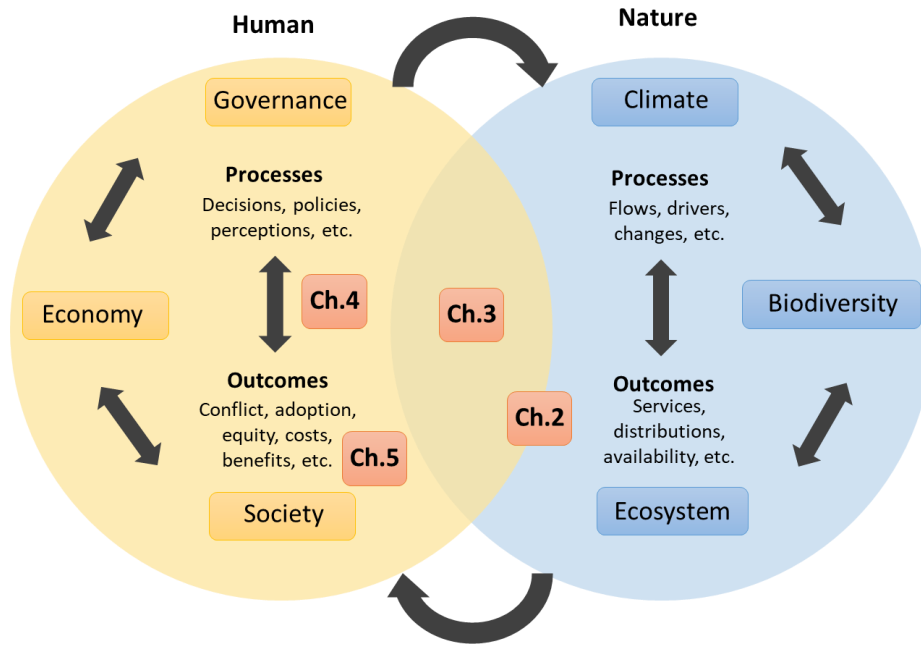 Human
Nature
Governance
Climate
Processes
Decisions, policies,
perceptions, etc.
Processes
Flows, drivers,
changes, etc.
Economy
Ch.4
Ch.3
Biodiversity
Outcomes
Conflict, adoption,
equity, costs,
benefits, etc.
Ch.5
Ch.2
Outcomes
Services,
distributions,
availability, etc.
Society
Ecosystem